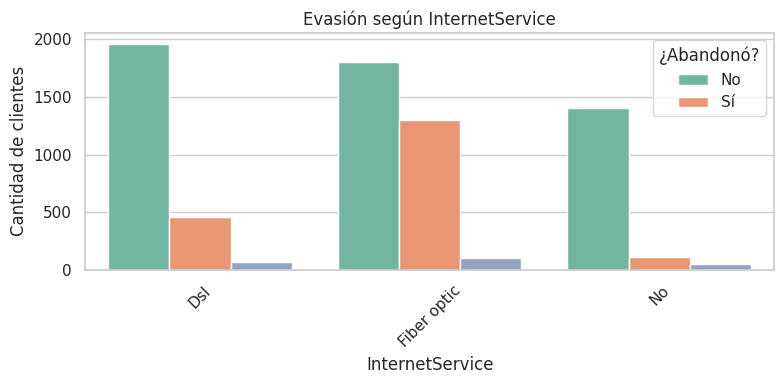 Evasión según InternetService
¿Abandonó?
No
Sí
Cantidad de clientes
2000
1500
1000
500
0
Dsl
Fiber optic
No
InternetService